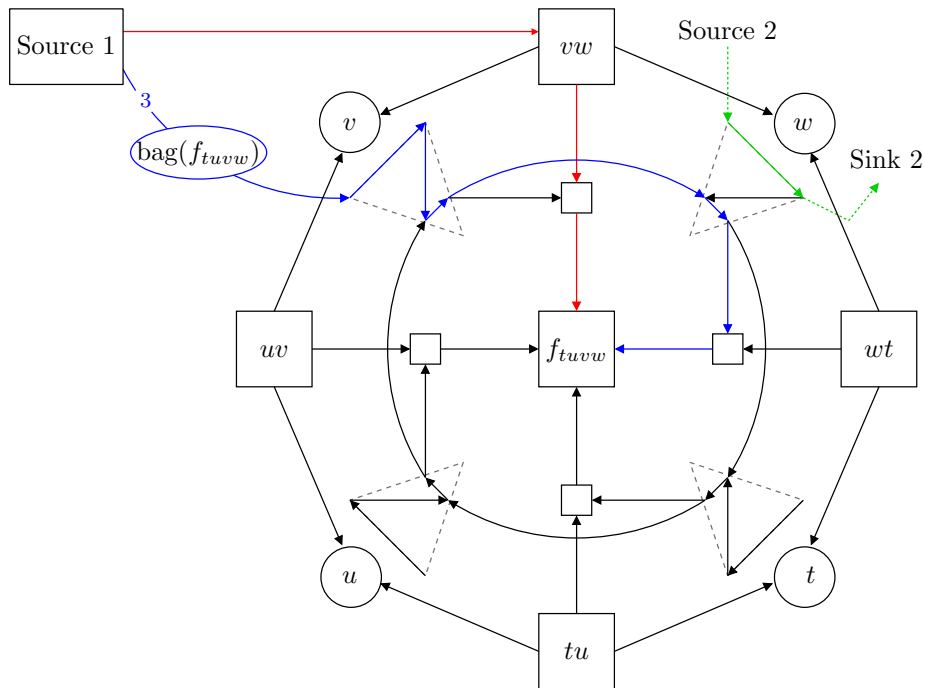 Source 1
vw
Source 2
3
v
w
bag(f_{tuvw})
Sink 2
uv
f_{tuvw}
wt
u
t
tu